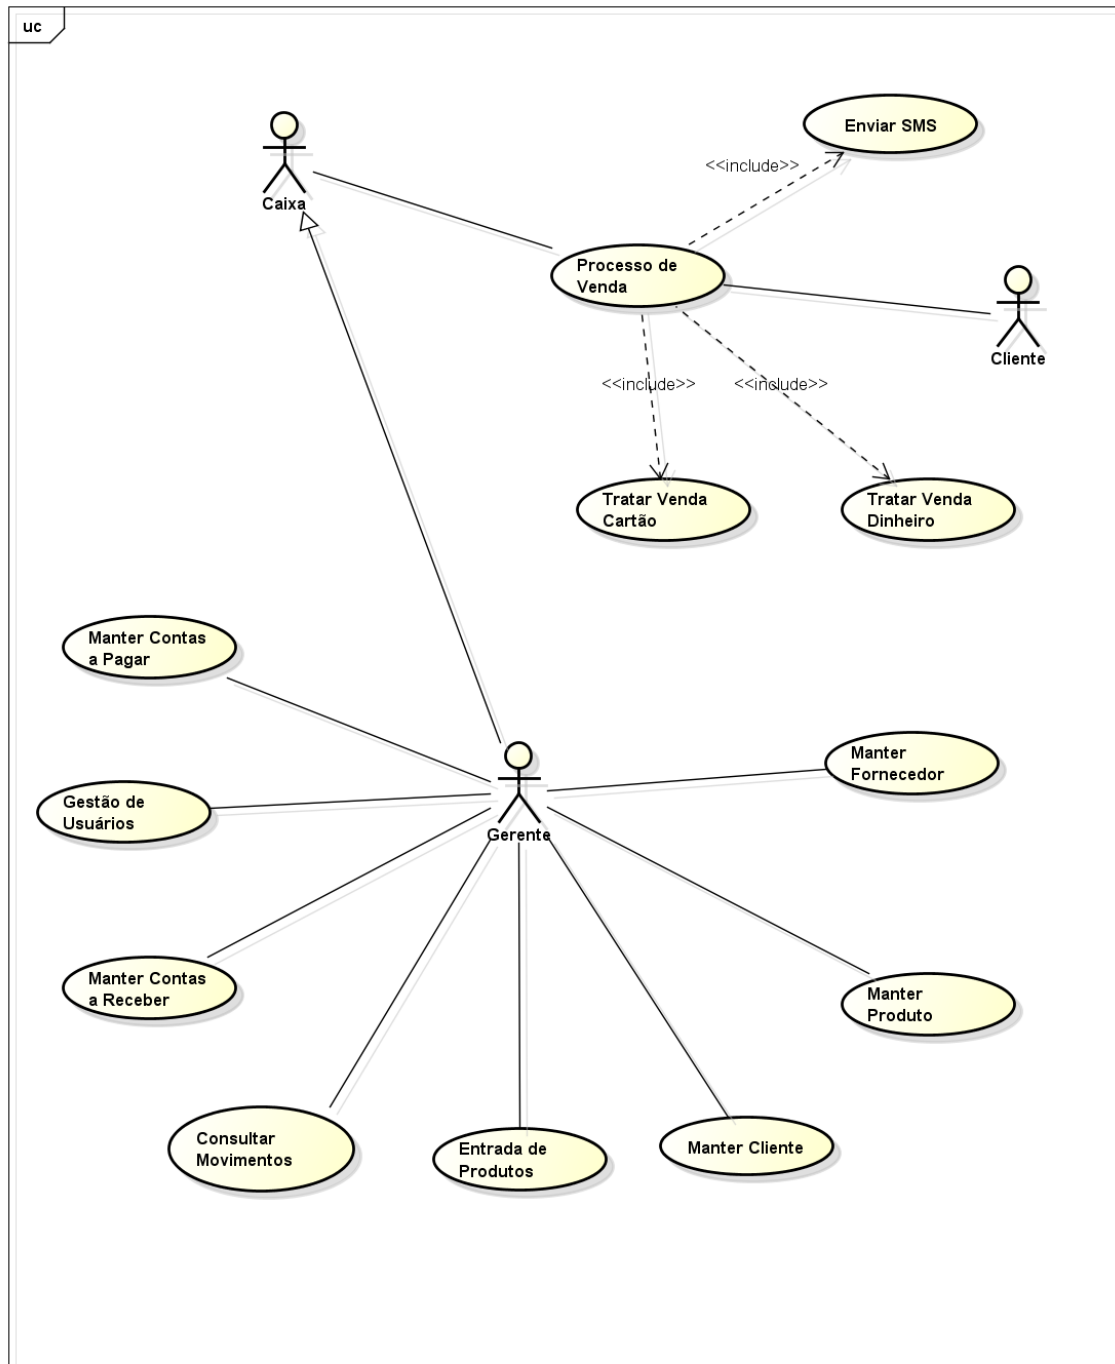 uc
Enviar SMS
<<include>>
Caixa
Processo de
Venda
Cliente
<<include>>
<<include>>
Tratar Venda
Cartão
Tratar Venda
Dinheiro
Manter Contas
a Pagar
Manter
Fornecedor
Gestão de
Usuários
Gerente
Manter Contas
a Receber
Manter
Produto
Consultar
Movimentos
Entrada de
Produtos
Manter Cliente